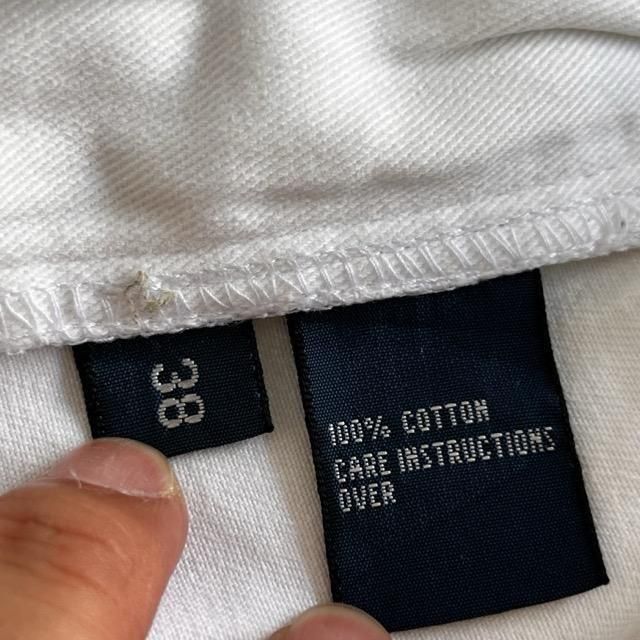 38
100% COTTON
CARE INSTRUCTIONS
OVER